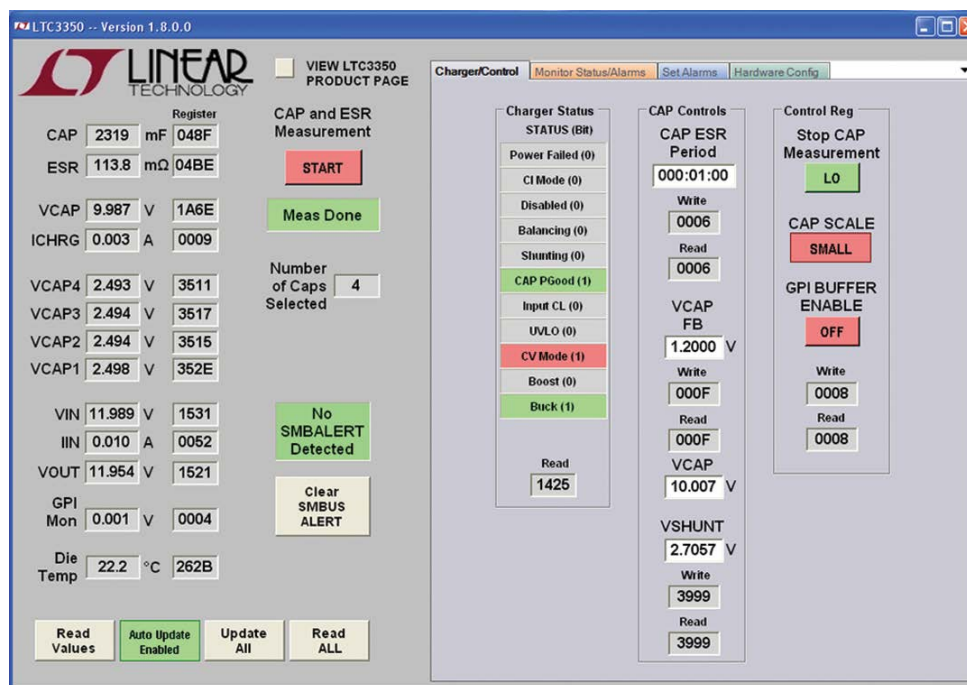 LTC3350 -- Version 1.8.0.0
LINEAR
TECHNOLOGY
VIEW LTC3350
PRODUCT PAGE
Register
CAP 2319 mF 048F
ESR 113.8 mΩ 04BE
VCAP 9.987 V 1A6E
ICHRG 0.003 A 0009
VCAP4 2.493 V 3511
VCAP3 2.494 V 3517
VCAP2 2.494 V 3515
VCAP1 2.498 V 352E
VIN 11.989 V 1531
IIN 0.010 A 0052
VOUT 11.954 V 1521
GPI
Mon 0.001 V 0004
Die
Temp 22.2 °C 262B
CAP and ESR
Measurement
START
Meas Done
Number
of Caps 4
Selected
No
SMBALERT
Detected
Clear
SMBUS
ALERT
Read
Values
Auto Update
Enabled
Update
All
Read
ALL
Charger/Control
Monitor Status/Alarms
Set Alarms
Hardware Config
Charger Status
STATUS (Bit)
Power Failed (0)
CI Mode (0)
Disabled (0)
Balancing (0)
Shunting (0)
CAP PGood (1)
Input CL (0)
UVLO (0)
CV Mode (1)
Boost (0)
Buck (1)
Read
1425
CAP Controls
CAP ESR
Period
000:01:00
Write
0006
Read
0006
VCAP
FB
1.2000 V
Write
000F
Read
000F
VCAP
10.007 V
VSHUNT
2.7057 V
Write
3999
Read
3999
Control Reg
Stop CAP
Measurement
LO
CAP SCALE
SMALL
GPI BUFFER
ENABLE
OFF
Write
0008
Read
0008